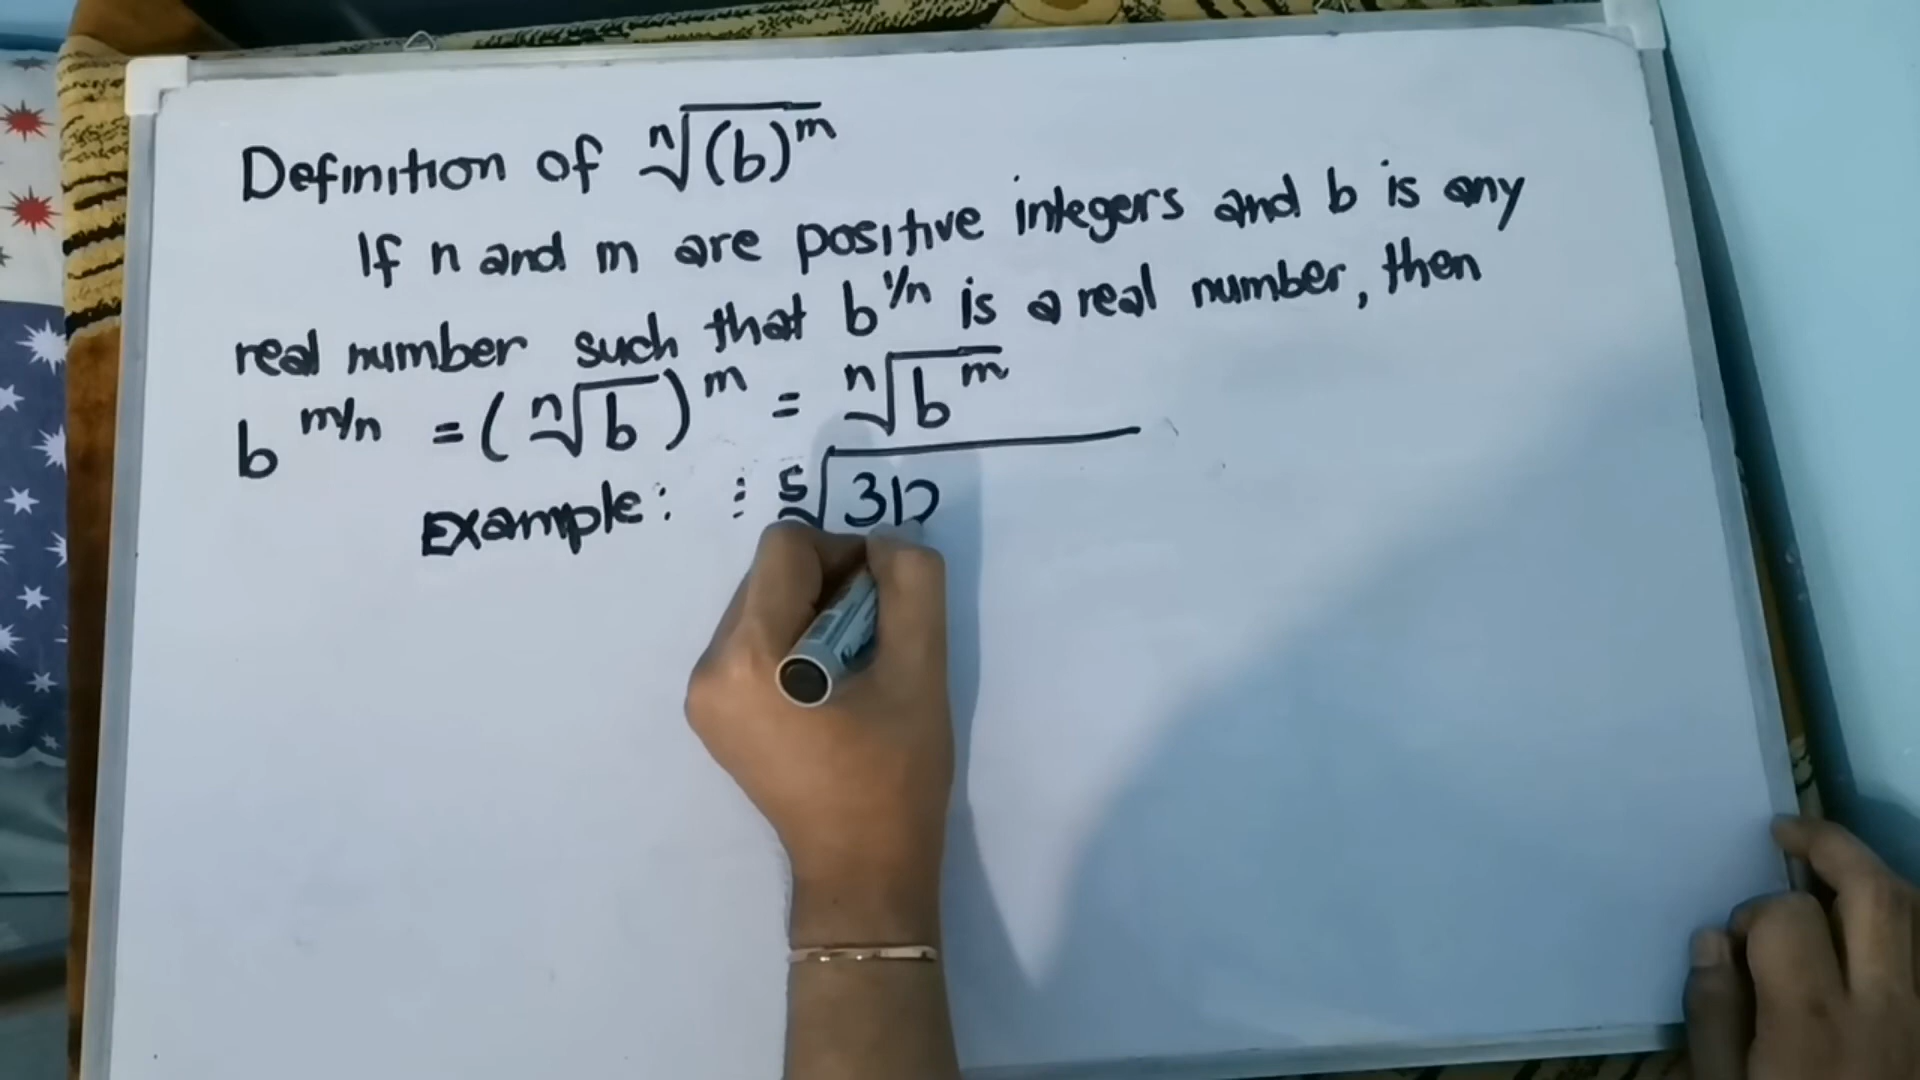 Definition of ⁿ√(b)ᵐ
If n and m are positive integers and b is any
real number such that b^1/n is a real number, then
b^m/n = (ⁿ√b)ᵐ = ⁿ√bᵐ
Example: : ⁵√312